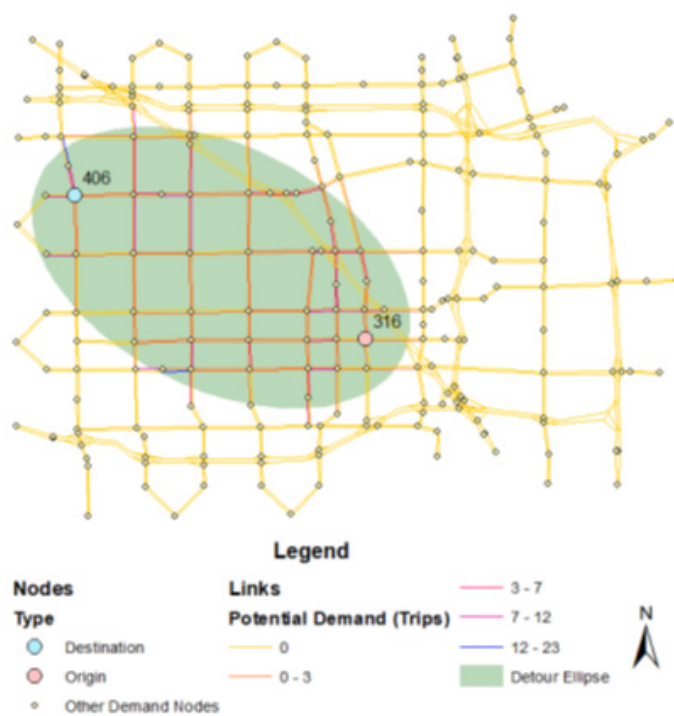 406
316
Legend
Nodes
Type
Destination
Origin
Other Demand Nodes
Links
Potential Demand (Trips)
0
0 - 3
3 - 7
7 - 12
12 - 23
Detour Ellipse
N